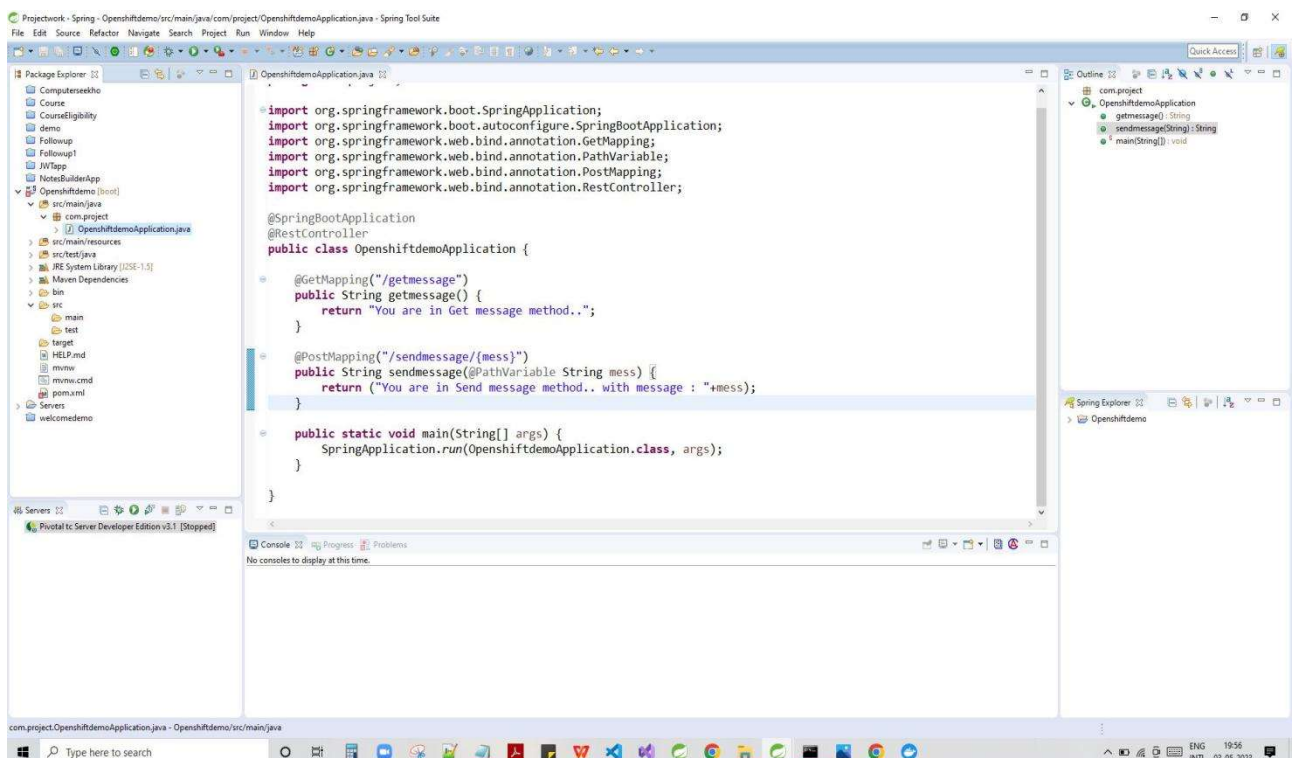 Projectwork - Spring - Openshiftdemo/src/main/java/com/project/OpenshiftdemoApplication.java - Spring Tool Suite
File Edit Source Refactor Navigate Search Project Run Window Help
Quick Access
Package Explorer
Computerseekho
Course
CourseEligibility
demo
Followup
Followup1
JWTapp
NotesBuilderApp
Openshiftdemo [boot]
src/main/java
com.project
OpenshiftdemoApplication.java
src/main/resources
src/test/java
JRE System Library [J2SE-1.5]
Maven Dependencies
bin
src
main
test
target
HELP.md
mvnw
mvnw.cmd
pom.xml
Servers
welcomedemo
Servers
Pivotal tc Server Developer Edition v3.1 [Stopped]
OpenshiftdemoApplication.java
import org.springframework.boot.SpringApplication;
import org.springframework.boot.autoconfigure.SpringBootApplication;
import org.springframework.web.bind.annotation.GetMapping;
import org.springframework.web.bind.annotation.PathVariable;
import org.springframework.web.bind.annotation.PostMapping;
import org.springframework.web.bind.annotation.RestController;
@SpringBootApplication
@RestController
public class OpenshiftdemoApplication {
@GetMapping("/getmessage")
public String getmessage() {
return "You are in Get message method..";
}
@PostMapping("/sendmessage/{mess}")
public String sendmessage(@PathVariable String mess) {
return ("You are in Send message method.. with message : "+mess);
}
public static void main(String[] args) {
SpringApplication.run(OpenshiftdemoApplication.class, args);
}
}
Console Progress Problems
No consoles to display at this time.
Outline
com.project
OpenshiftdemoApplication
getmessage() : String
sendmessage(String) : String
main(String[]) : void
Spring Explorer
Openshiftdemo
com.project.OpenshiftdemoApplication.java - Openshiftdemo/src/main/java
Type here to search
ENG 19:56